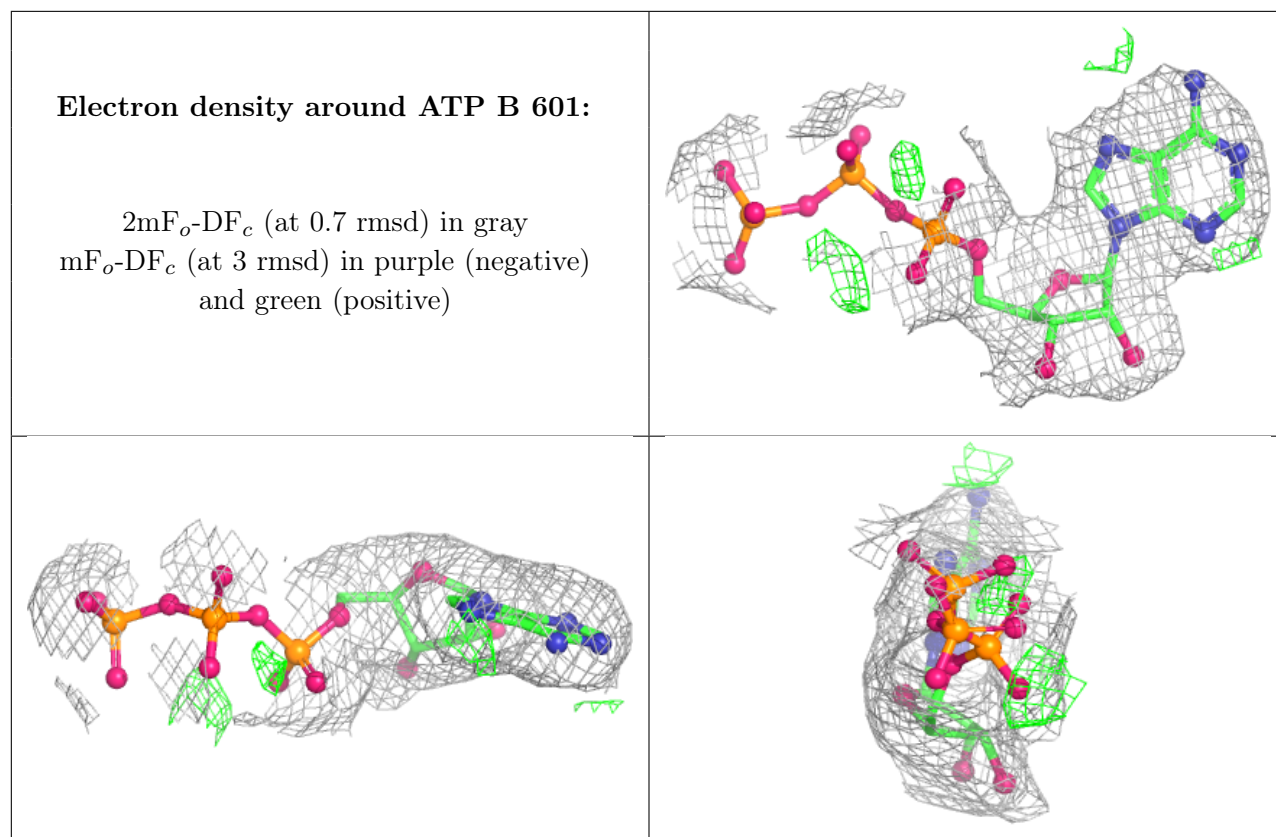 Electron density around ATP B 601:
2mFo-DFc (at 0.7 rmsd) in gray
mFo-DFc (at 3 rmsd) in purple (negative)
and green (positive)